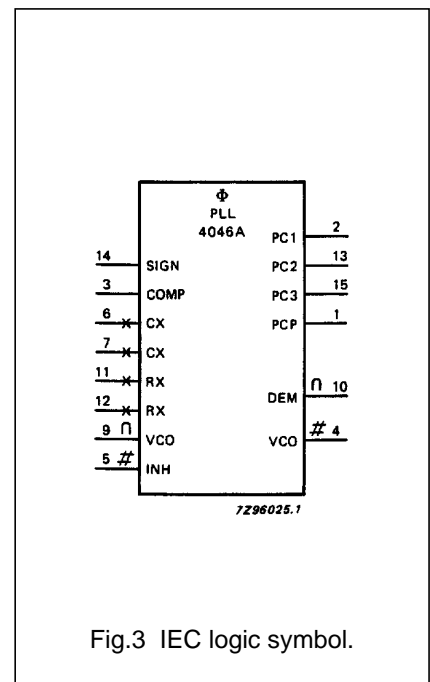 Φ
PLL
4046A
14 SIGN
3 COMP
6 CX
7 CX
11 RX
12 RX
9 ∩ VCO
5 # INH
PC1 2
PC2 13
PC3 15
PCP 1
DEM ∩ 10
VCO # 4
7Z96025.1
Fig.3 IEC logic symbol.